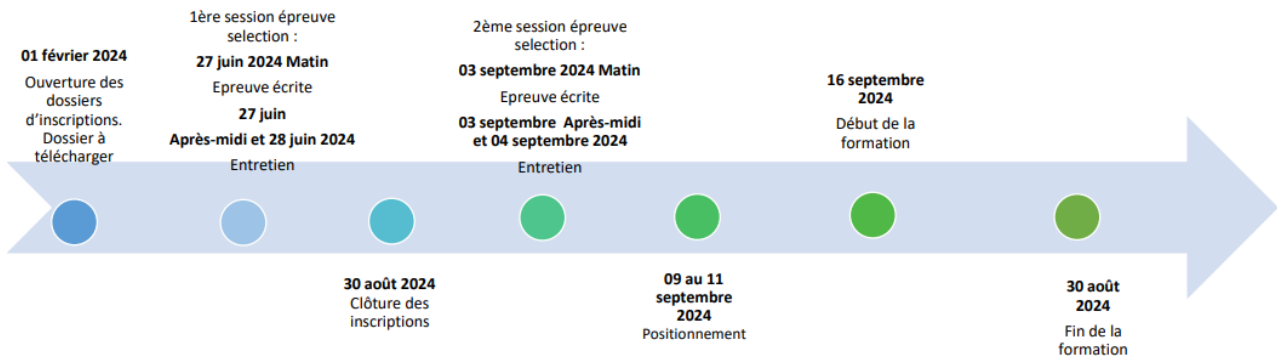 01 février 2024
Ouverture des
dossiers
d'inscriptions.
Dossier à
télécharger
1ère session épreuve
selection :
27 juin 2024 Matin
Epreuve écrite
27 juin
Après-midi et 28 juin 2024
Entretien
30 août 2024
Clôture des
inscriptions
2ème session épreuve
selection :
03 septembre 2024 Matin
Epreuve écrite
03 septembre Après-midi
et 04 septembre 2024
Entretien
09 au 11
septembre
2024
Positionnement
16 septembre
2024
Début de la
formation
30 août
2024
Fin de la
formation